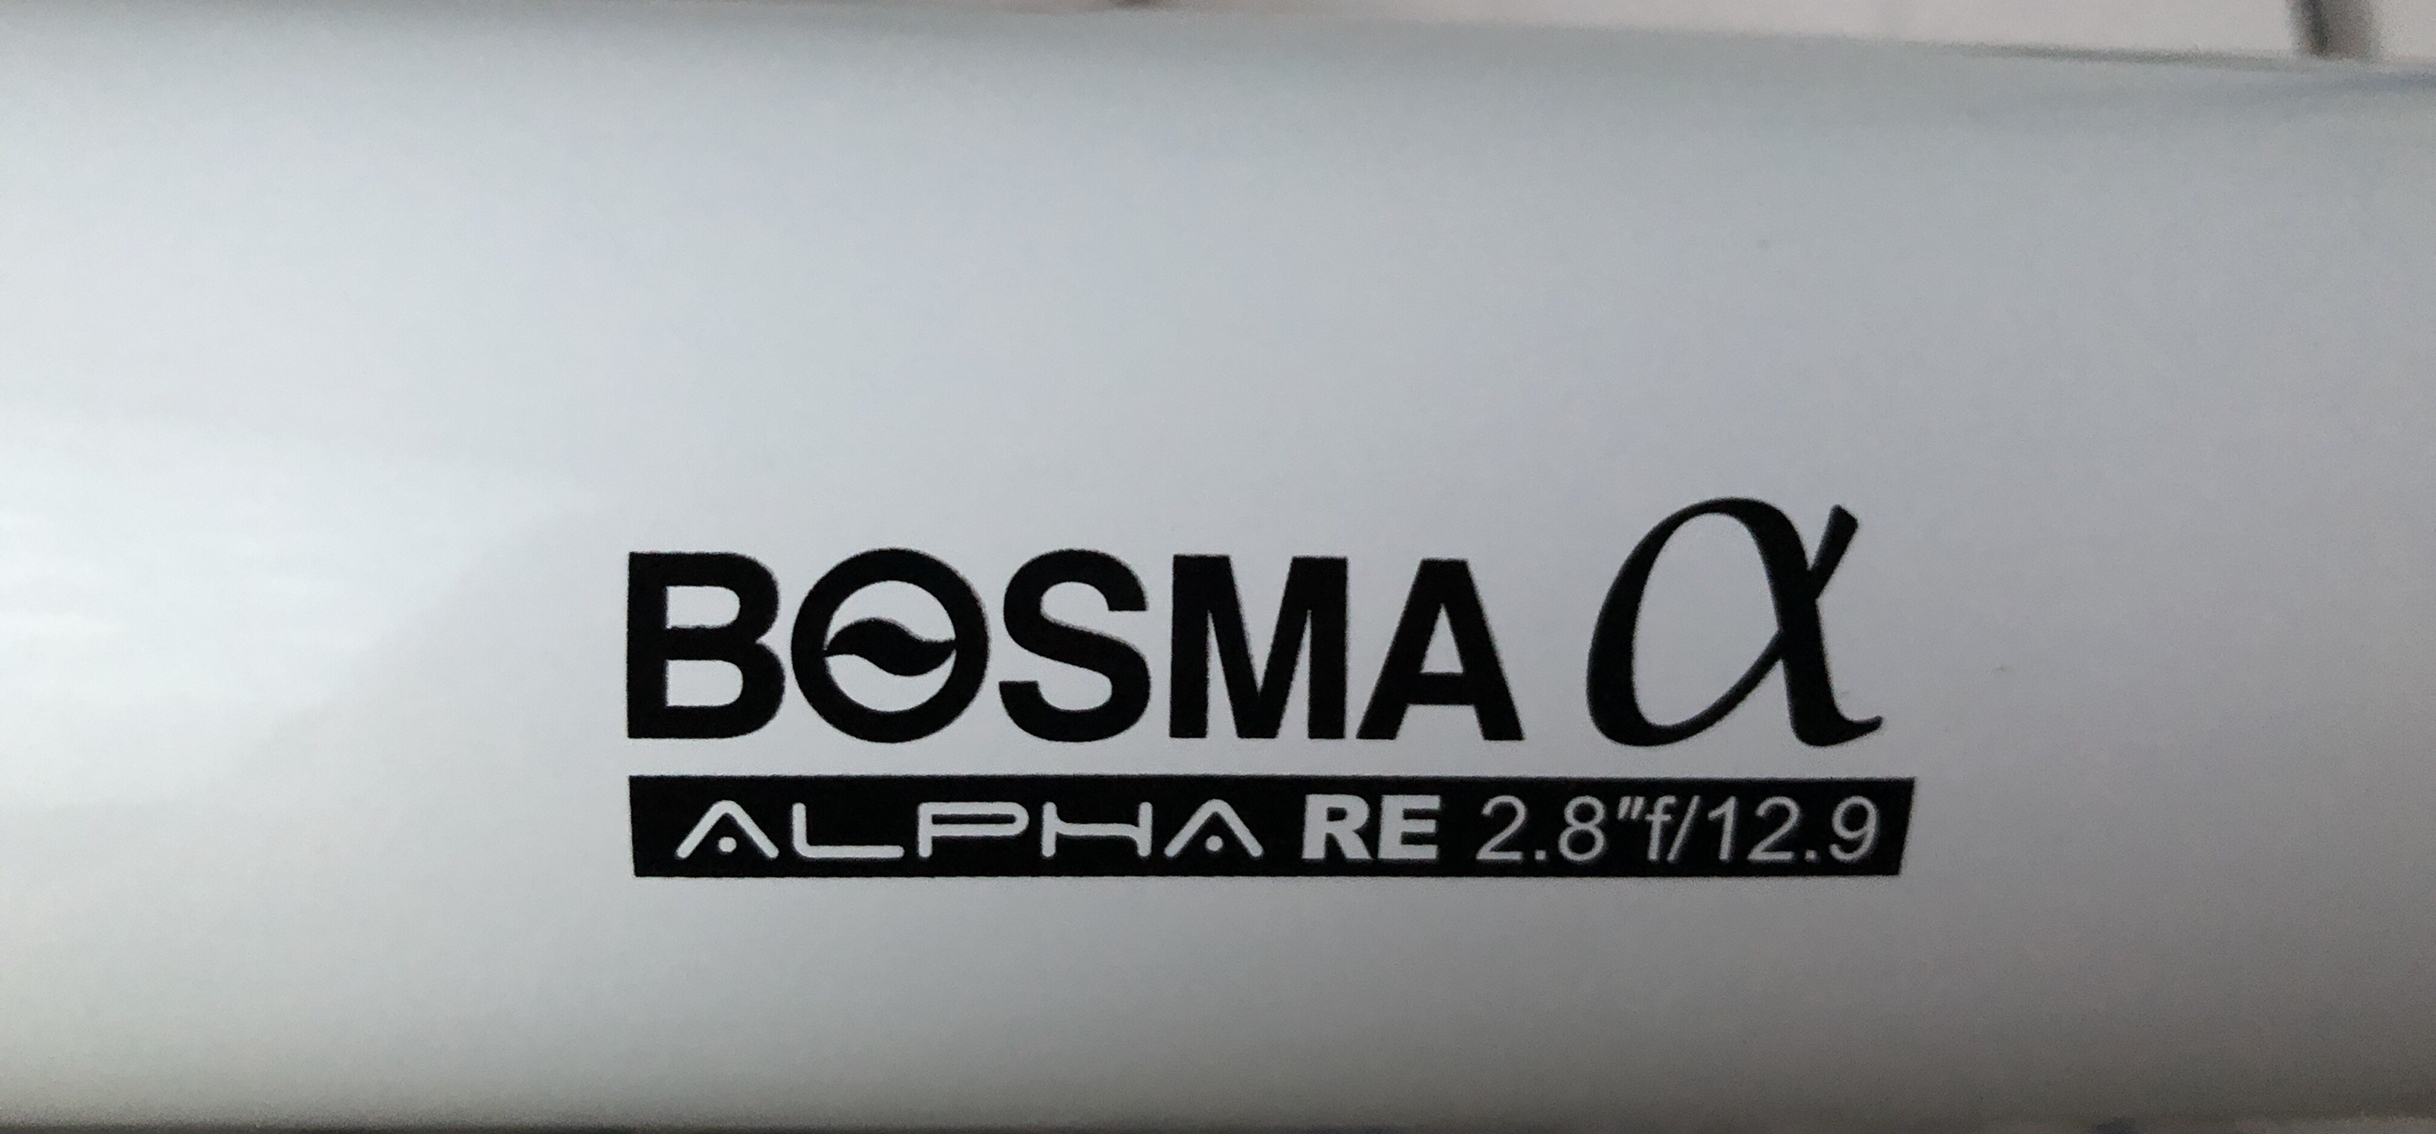 BOSMA α
ALPHA RE 2.8"f/12.9